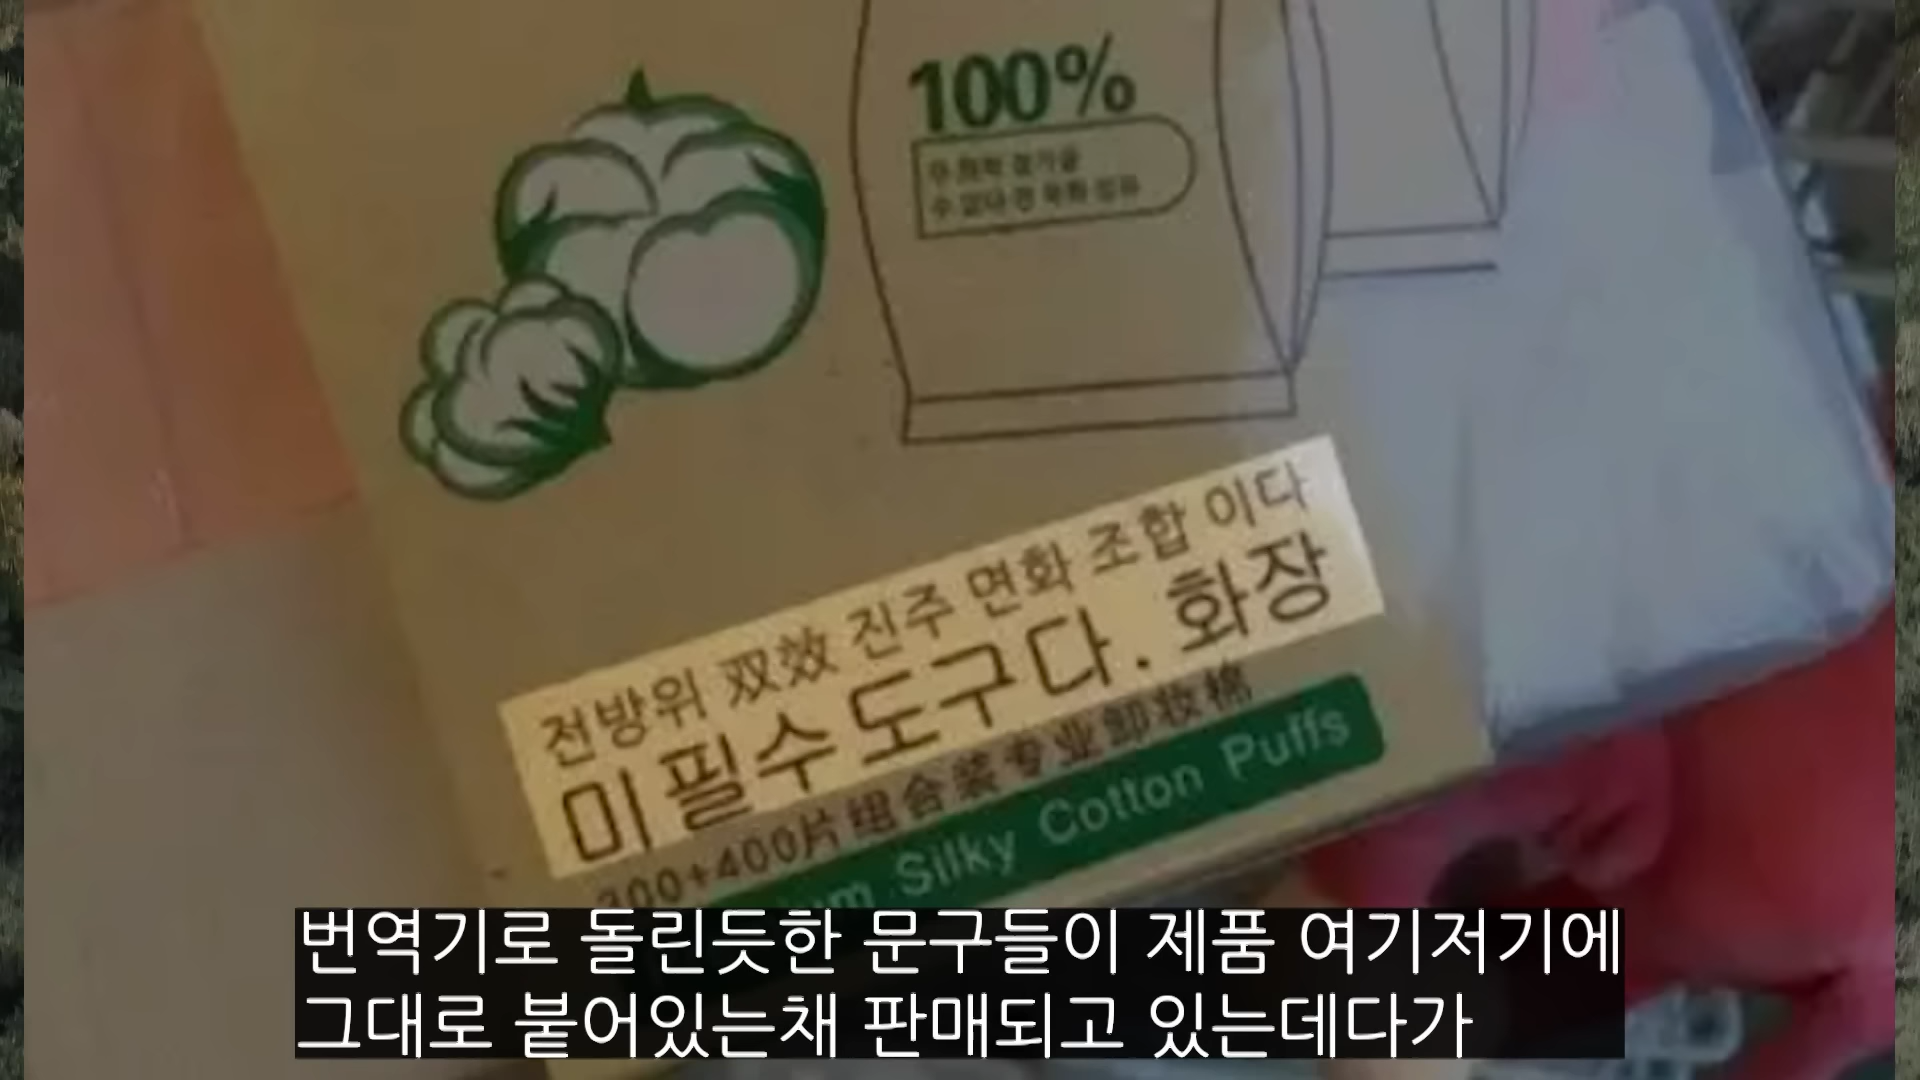 100%
전방위 双效 진주 면화 조합 이다
미필수도구다. 화장
300+400片组合装专业卸妆棉
Silky Cotton Puffs
번역기로 돌린듯한 문구들이 제품 여기저기에
그대로 붙어있는채 판매되고 있는데다가